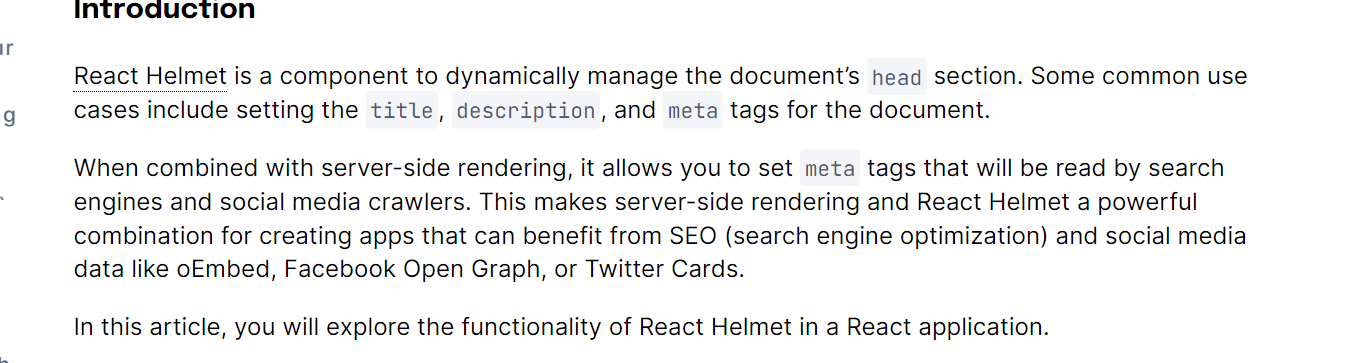 Introduction
ur
React Helmet is a component to dynamically manage the document’s head section. Some common use
cases include setting the title, description, and meta tags for the document.
g
When combined with server-side rendering, it allows you to set meta tags that will be read by search
engines and social media crawlers. This makes server-side rendering and React Helmet a powerful
combination for creating apps that can benefit from SEO (search engine optimization) and social media
data like oEmbed, Facebook Open Graph, or Twitter Cards.
In this article, you will explore the functionality of React Helmet in a React application.